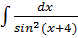 ∫ dx / sin²(x+4)